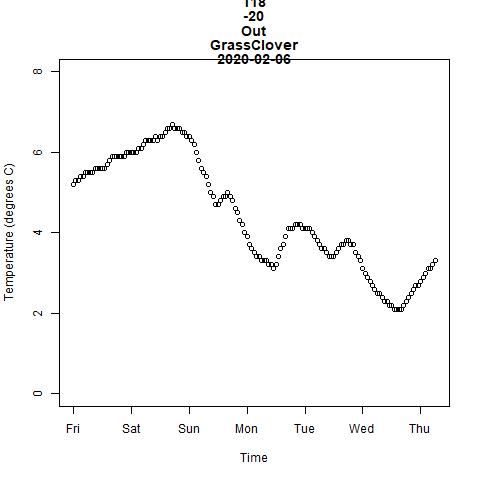 T18
-20
Out
GrassClover
2020-02-06
Temperature (degrees C)
8
6
4
2
0
Fri Sat Sun Mon Tue Wed Thu
Time